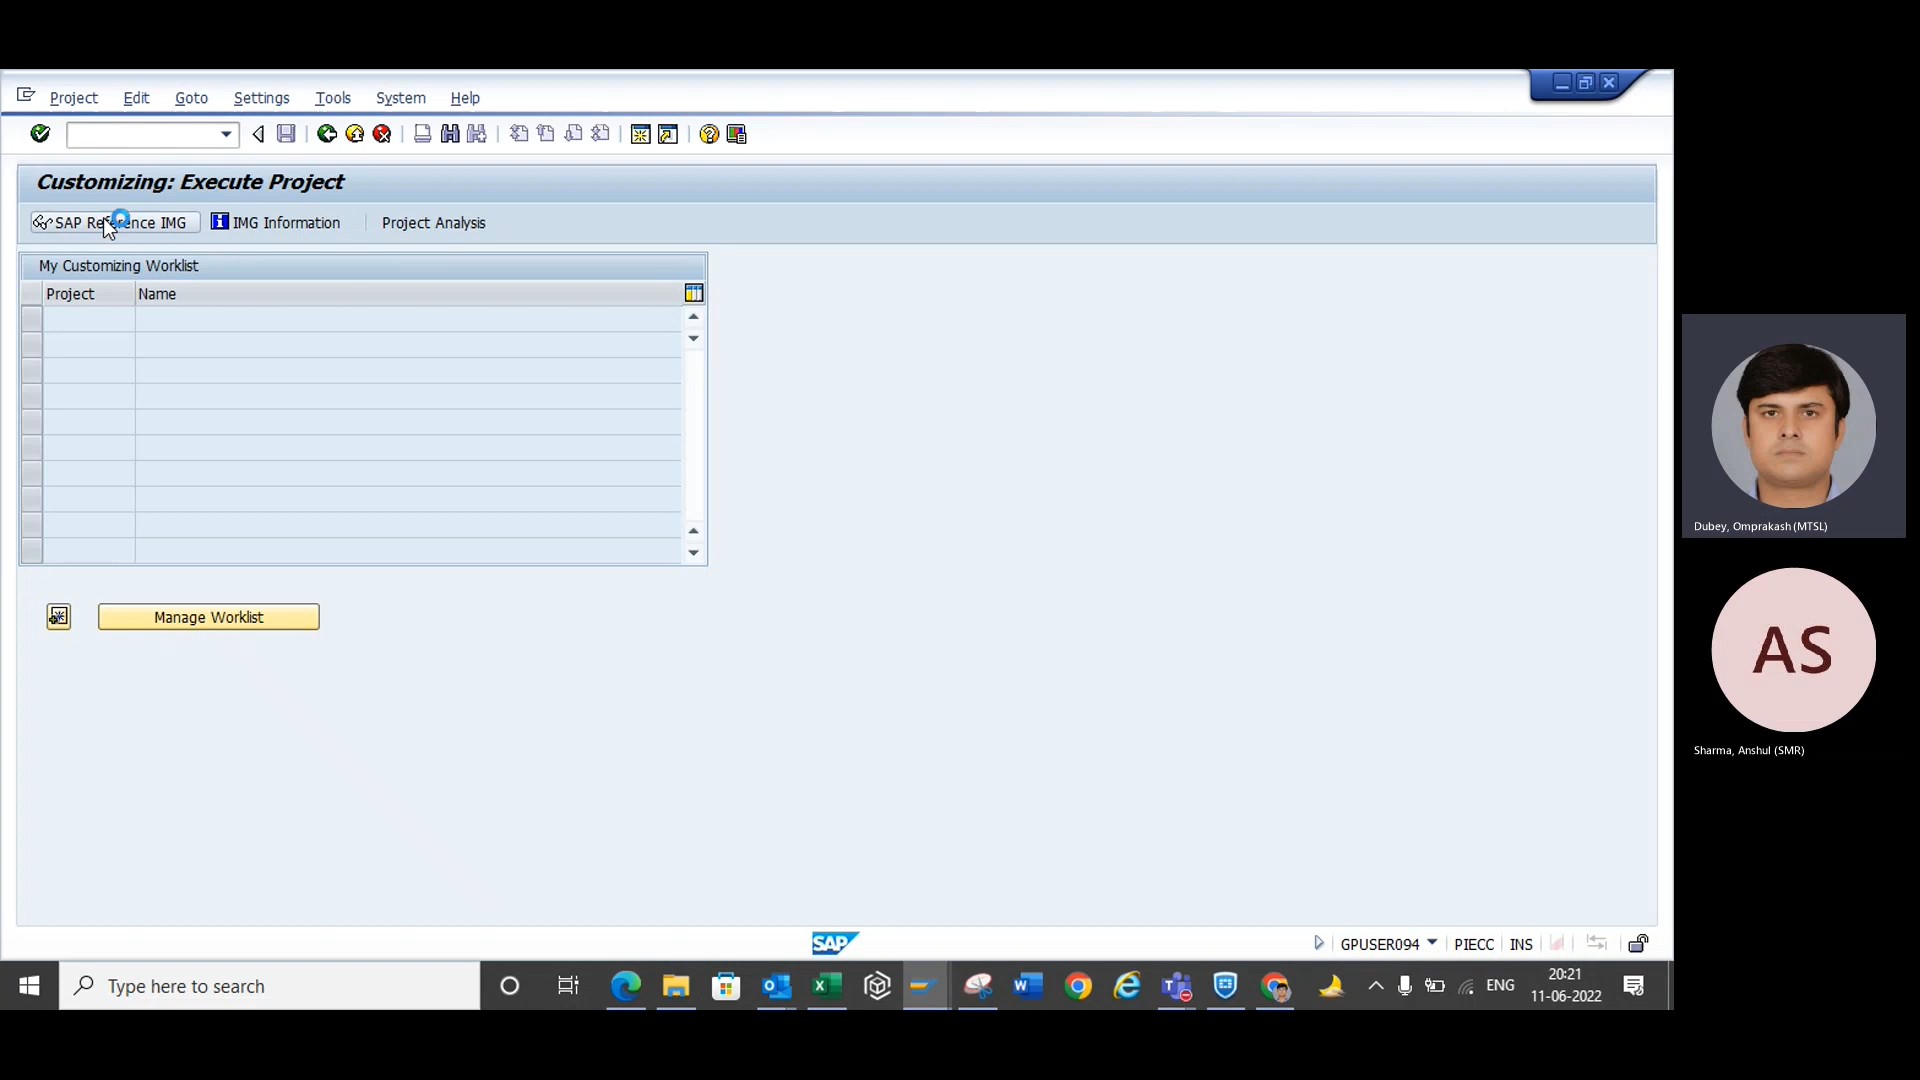 Project Edit Goto Settings Tools System Help
Customizing: Execute Project
SAP Reference IMG IMG Information Project Analysis
My Customizing Worklist
Project Name
Manage Worklist
Dubey, Omprakash (MTSL)
AS
Sharma, Anshul (SMR)
SAP GPUSER094 PIECC INS
Type here to search
ENG
20:21
11-06-2022